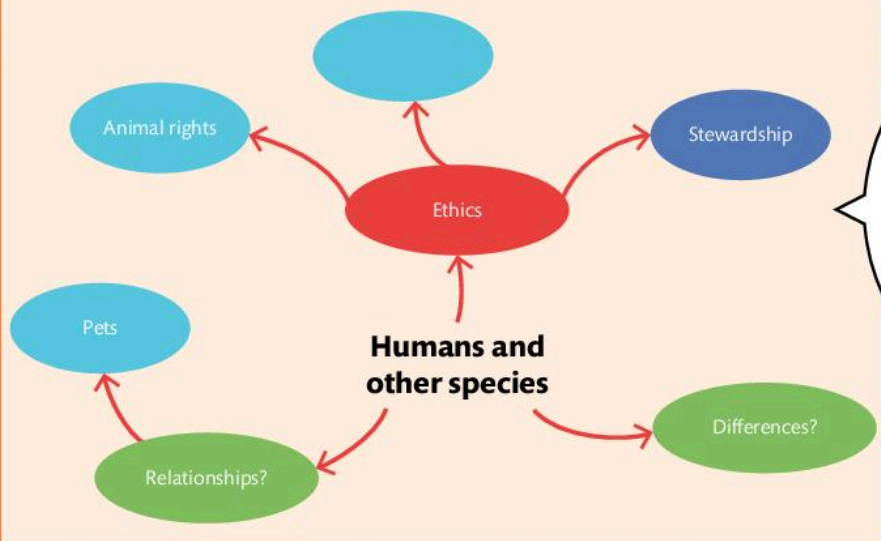 Animal rights
Stewardship
Ethics
Pets
Humans and
other species
Differences?
Relationships?